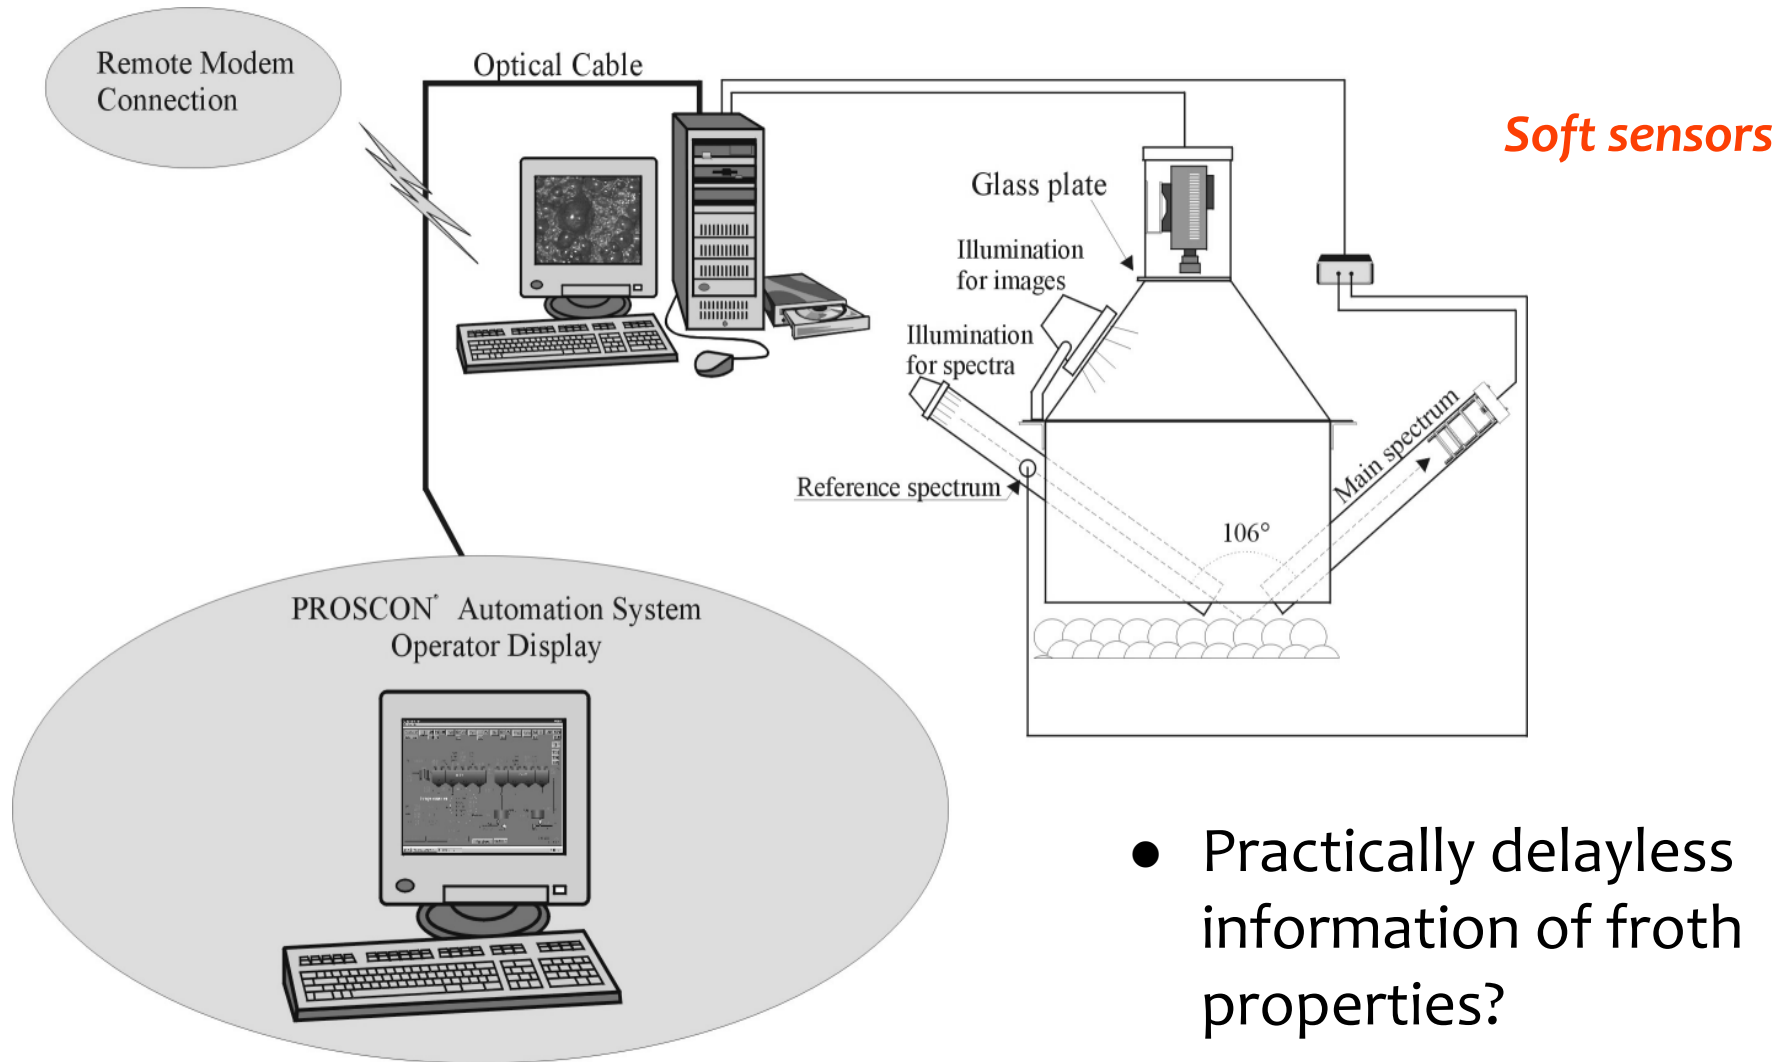 Remote Modem
Connection
Optical Cable
Soft sensors
Glass plate
Illumination
for images
Illumination
for spectra
Main spectrum
Reference spectrum
106°
PROSCON® Automation System
Operator Display
● Practically delayless
information of froth
properties?